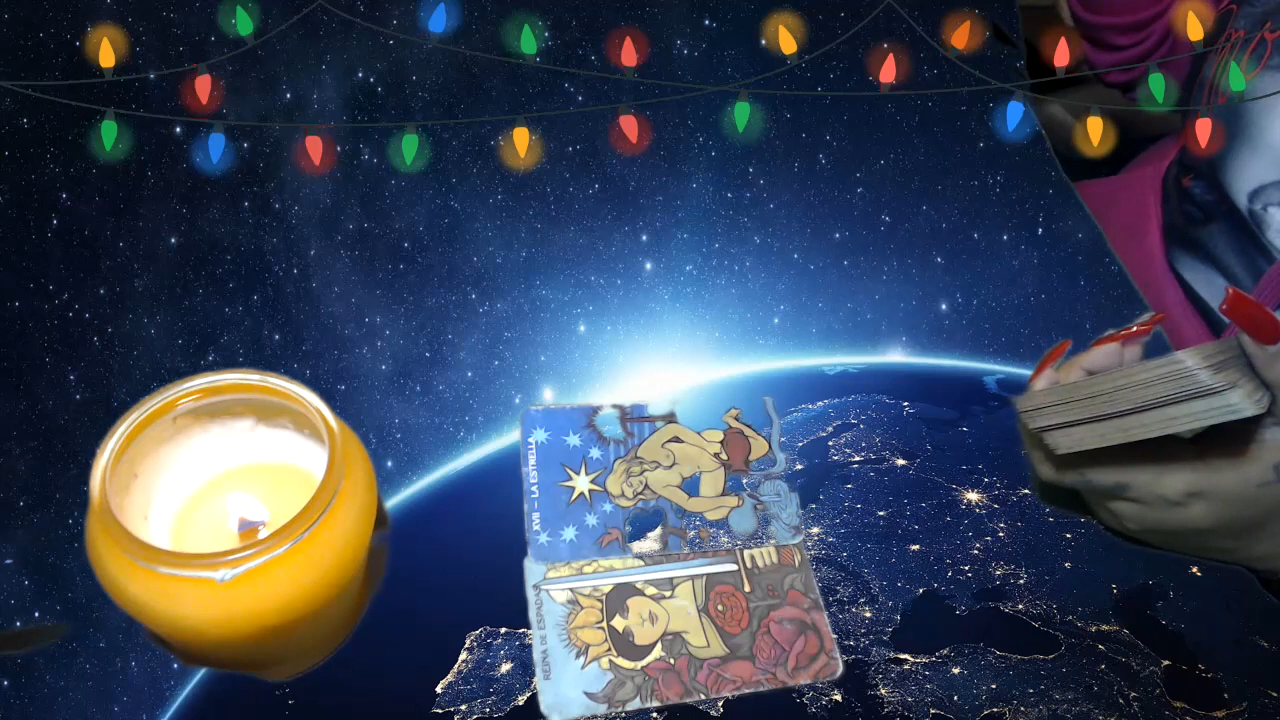 XVII — LA ESTRELLA
REINA DE ESPADAS